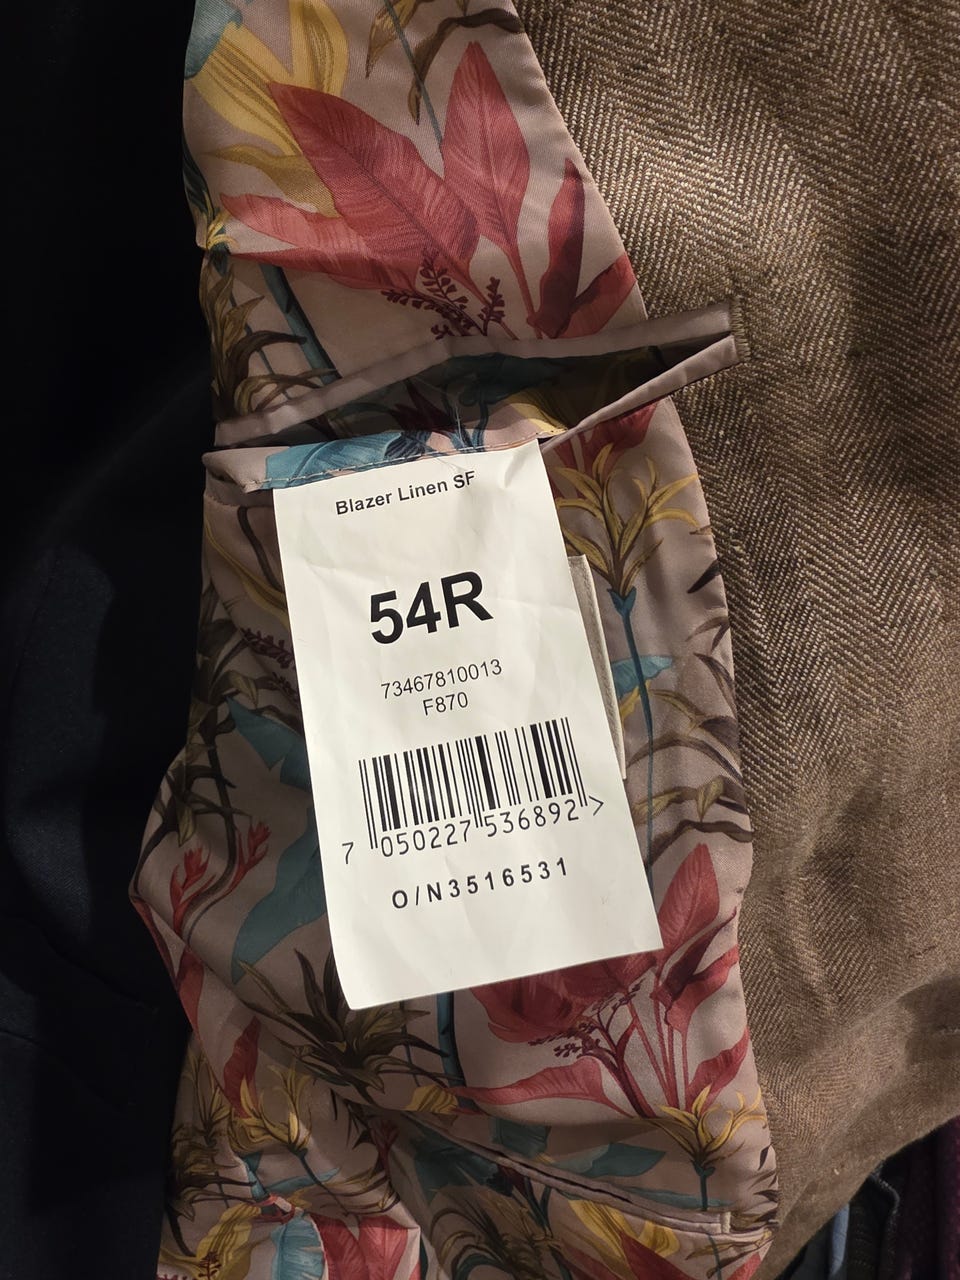 Blazer Linen SF
54R
73467810013
F870
7 050227 536892 >
O/N3516531